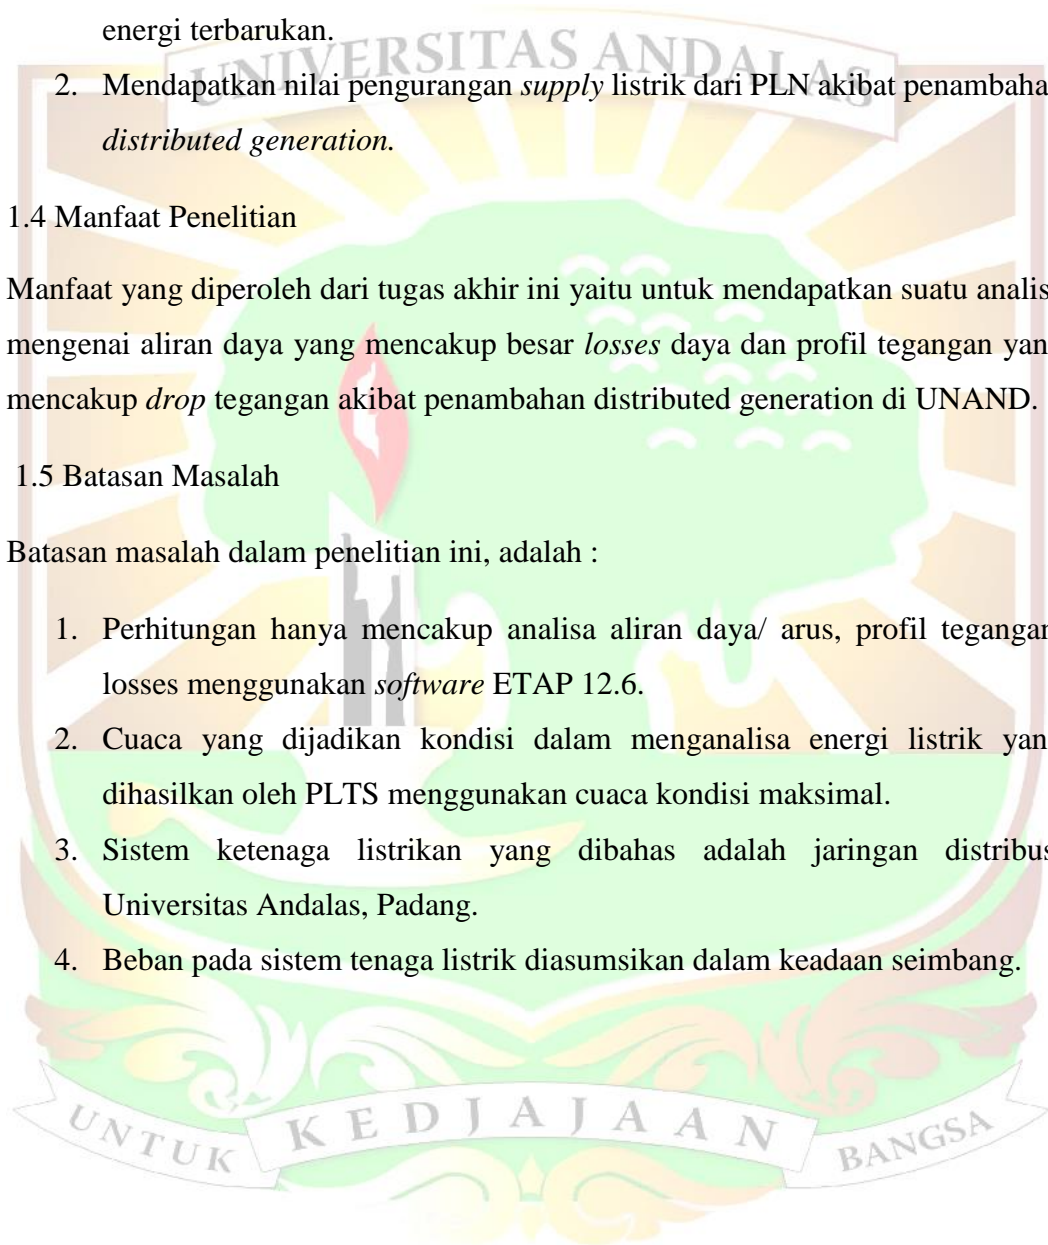 energi terbarukan.
UNIVERSITAS ANDALAS
2. Mendapatkan nilai pengurangan supply listrik dari PLN akibat penambaha
distributed generation.
1.4 Manfaat Penelitian
Manfaat yang diperoleh dari tugas akhir ini yaitu untuk mendapatkan suatu analis
mengenai aliran daya yang mencakup besar losses daya dan profil tegangan yan
mencakup drop tegangan akibat penambahan distributed generation di UNAND.
1.5 Batasan Masalah
Batasan masalah dalam penelitian ini, adalah :
1. Perhitungan hanya mencakup analisa aliran daya/ arus, profil tegangan
losses menggunakan software ETAP 12.6.
2. Cuaca yang dijadikan kondisi dalam menganalisa energi listrik yan
dihasilkan oleh PLTS menggunakan cuaca kondisi maksimal.
3. Sistem ketenaga listrikan yang dibahas adalah jaringan distribus
Universitas Andalas, Padang.
4. Beban pada sistem tenaga listrik diasumsikan dalam keadaan seimbang.
UNTUK KEDJAJAAN BANGSA